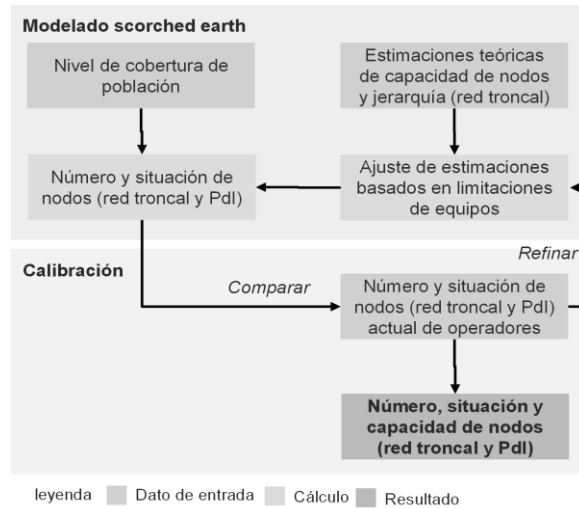 Modelado scorched earth
Nivel de cobertura de
población
Estimaciones teóricas
de capacidad de nodos
y jerarquía (red troncal)
Número y situación de
nodos (red troncal y PdI)
Ajuste de estimaciones
basados en limitaciones
de equipos
Calibración
Refinar
Comparar
Número y situación de
nodos (red troncal y PdI)
actual de operadores
Número, situación y
capacidad de nodos
(red troncal y PdI)
leyenda Dato de entrada Cálculo Resultado